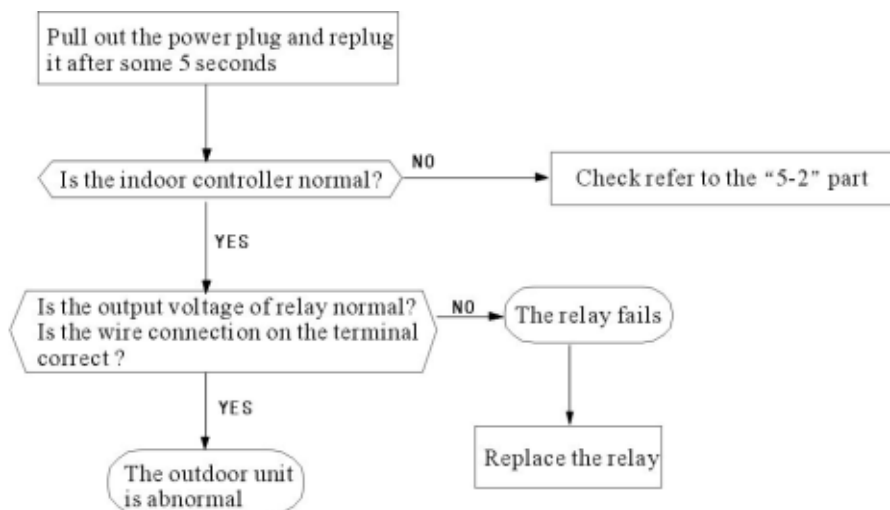 Pull out the power plug and replug
it after some 5 seconds
Is the indoor controller normal?
NO
Check refer to the “5-2” part
YES
Is the output voltage of relay normal?
Is the wire connection on the terminal
correct ?
NO
The relay fails
YES
Replace the relay
The outdoor unit
is abnormal